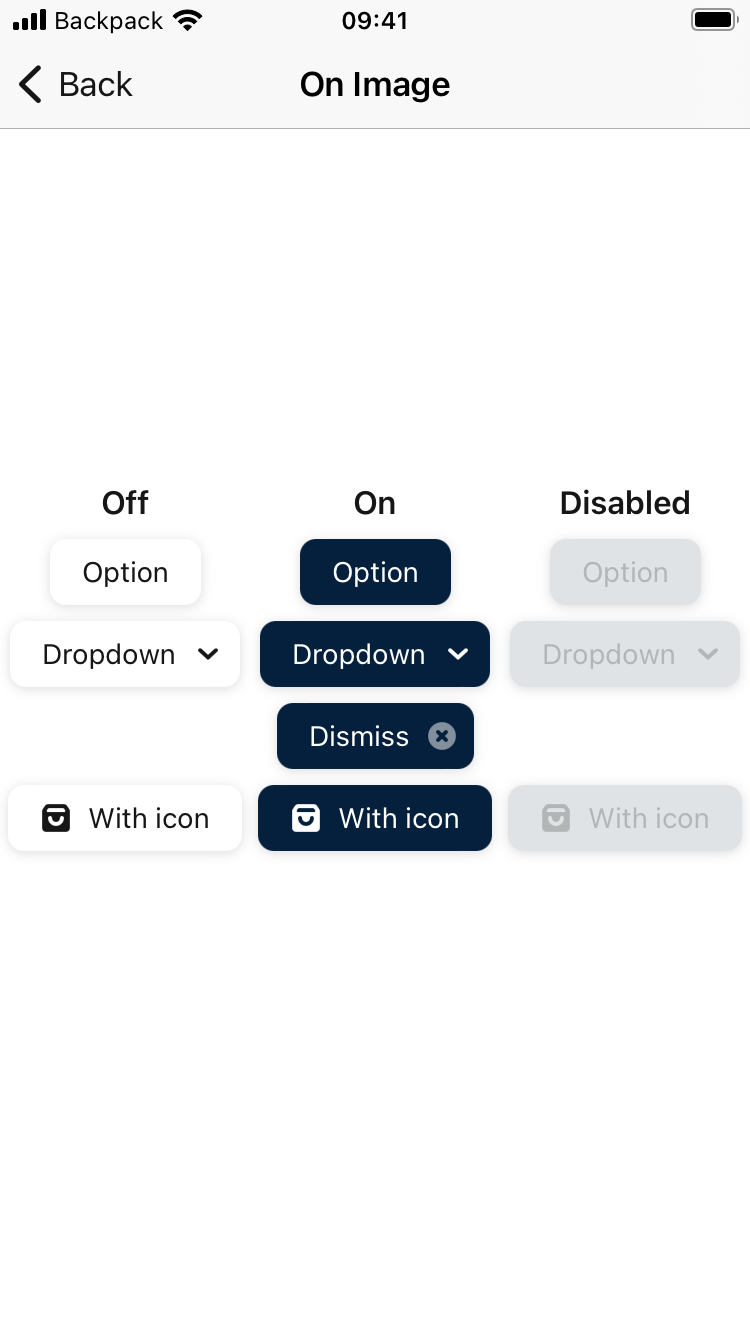 Backpack 09:41
Back On Image
Off On Disabled
Option Option Option
Dropdown Dropdown Dropdown
Dismiss
With icon With icon With icon